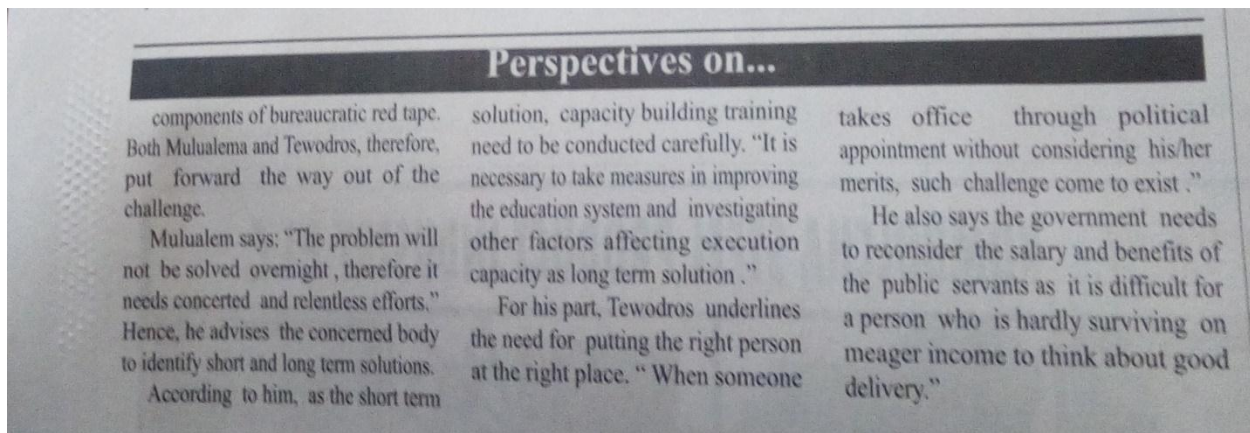 Perspectives on...
components of bureaucratic red tape.
Both Mulualema and Tewodros, therefore,
put forward the way out of the
challenge.
Mulualem says: “The problem will
not be solved overnight , therefore it
needs concerted and relentless efforts.”
Hence, he advises the concerned body
to identify short and long term solutions.
According to him, as the short term
solution, capacity building training
need to be conducted carefully. “It is
necessary to take measures in improving
the education system and investigating
other factors affecting execution
capacity as long term solution .”
For his part, Tewodros underlines
the need for putting the right person
at the right place. “ When someone
takes office through political
appointment without considering his/her
merits, such challenge come to exist .”
He also says the government needs
to reconsider the salary and benefits of
the public servants as it is difficult for
a person who is hardly surviving on
meager income to think about good
delivery.”